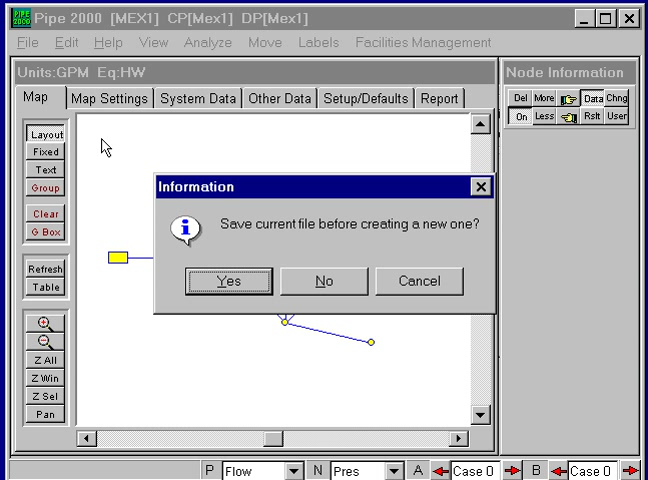 PIPE 2000 Pipe 2000 [MEX1] CP[Mex1] DP[Mex1]
File Edit Help View Analyze Move Labels Facilities Management
Units:GPM Eq:HW
Node Information
Map Map Settings System Data Other Data Setup/Defaults Report
Del More Data Chng
On Less Rslt User
Layout
Fixed
Text
Group
Clear
G Box
Refresh
Table
Z All
Z Win
Z Sel
Pan
Information
Save current file before creating a new one?
Yes No Cancel
P Flow N Pres A Case 0 B Case 0